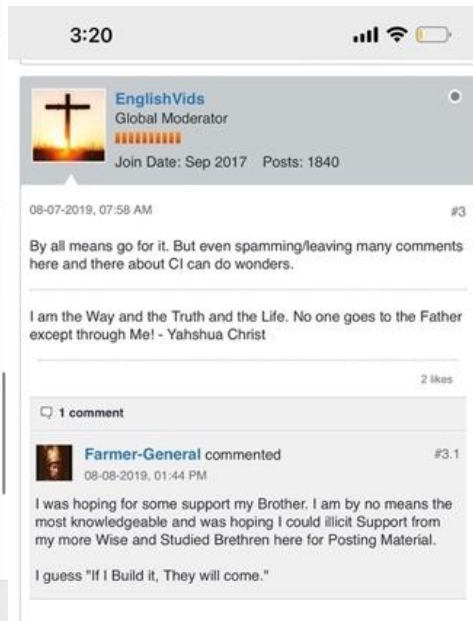 3:20
EnglishVids
Global Moderator
Join Date: Sep 2017 Posts: 1840
08-07-2019, 07:58 AM #3
By all means go for it. But even spamming/leaving many comments
here and there about CI can do wonders.
I am the Way and the Truth and the Life. No one goes to the Father
except through Me! - Yahshua Christ
2 likes
1 comment
Farmer-General commented #3.1
08-08-2019, 01:44 PM
I was hoping for some support my Brother. I am by no means the
most knowledgeable and was hoping I could illicit Support from
my more Wise and Studied Brethren here for Posting Material.
I guess "If I Build it, They will come."